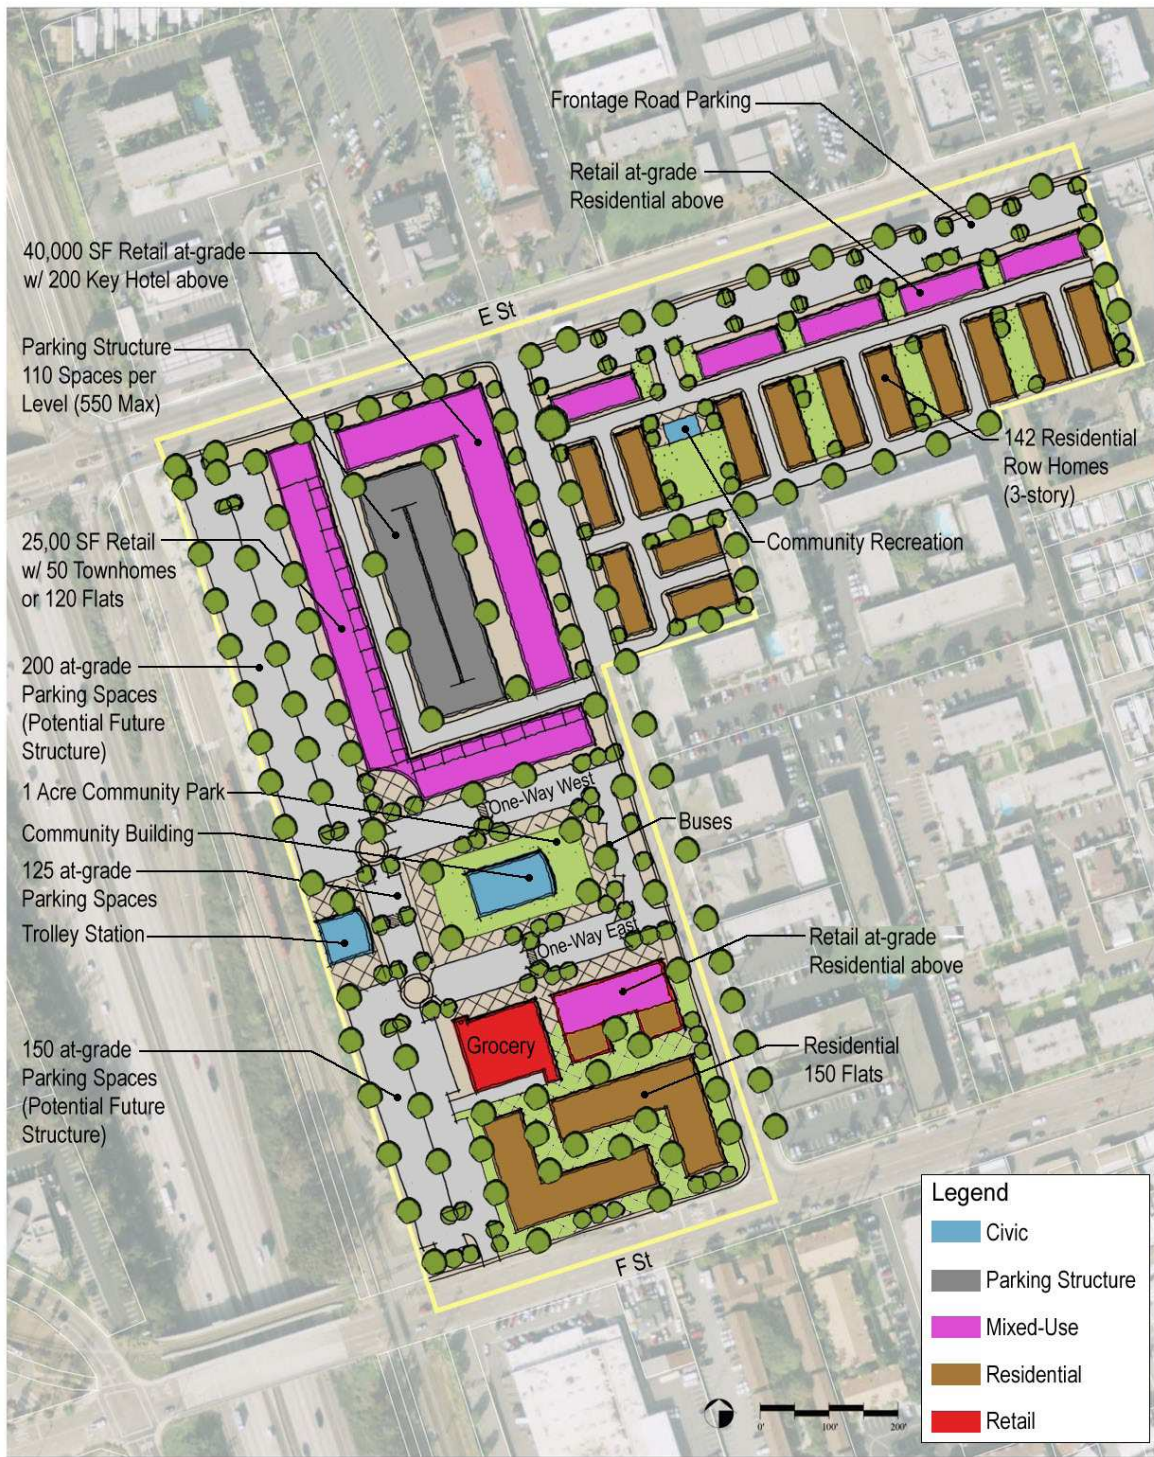 Frontage Road Parking
Retail at-grade
Residential above
40,000 SF Retail at-grade
w/ 200 Key Hotel above
E St
Parking Structure
110 Spaces per
Level (550 Max)
142 Residential
Row Homes
(3-story)
25,00 SF Retail
w/ 50 Townhomes
or 120 Flats
Community Recreation
200 at-grade
Parking Spaces
(Potential Future
Structure)
1 Acre Community Park
One-Way West
Community Building
Buses
125 at-grade
Parking Spaces
Trolley Station
One-Way East
Retail at-grade
Residential above
150 at-grade
Parking Spaces
(Potential Future
Structure)
Grocery
Residential
150 Flats
F St
Legend
Civic
Parking Structure
Mixed-Use
Residential
Retail
0' 100' 200'